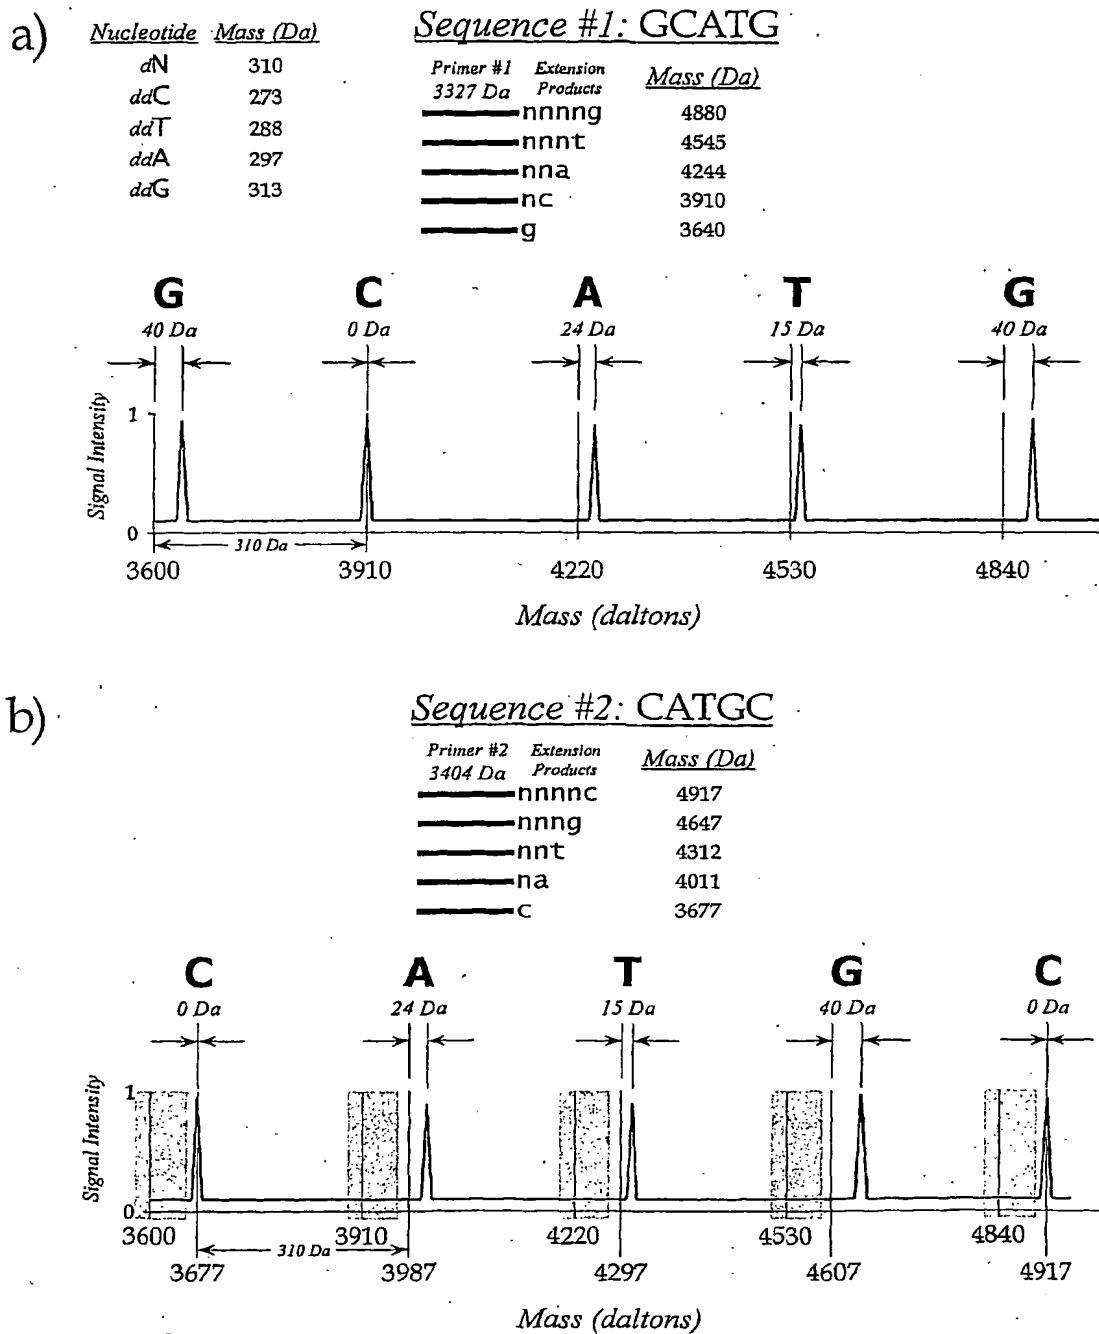 a)
Nucleotide Mass (Da)
dN 310
ddC 273
ddT 288
ddA 297
ddG 313
Sequence #1: GCATG
Primer #1 Extension Mass (Da)
3327 Da Products
nnnng 4880
nnnt 4545
nna 4244
nc 3910
g 3640
G C A T G
40 Da 0 Da 24 Da 15 Da 40 Da
Signal Intensity
1
0
310 Da
3600 3910 4220 4530 4840
Mass (daltons)
b)
Sequence #2: CATGC
Primer #2 Extension Mass (Da)
3404 Da Products
nnnnc 4917
nnng 4647
nnt 4312
na 4011
c 3677
C A T G C
0 Da 24 Da 15 Da 40 Da 0 Da
Signal Intensity
1
0
3600 3910 4220 4530 4840
310 Da
3677 3987 4297 4607 4917
Mass (daltons)